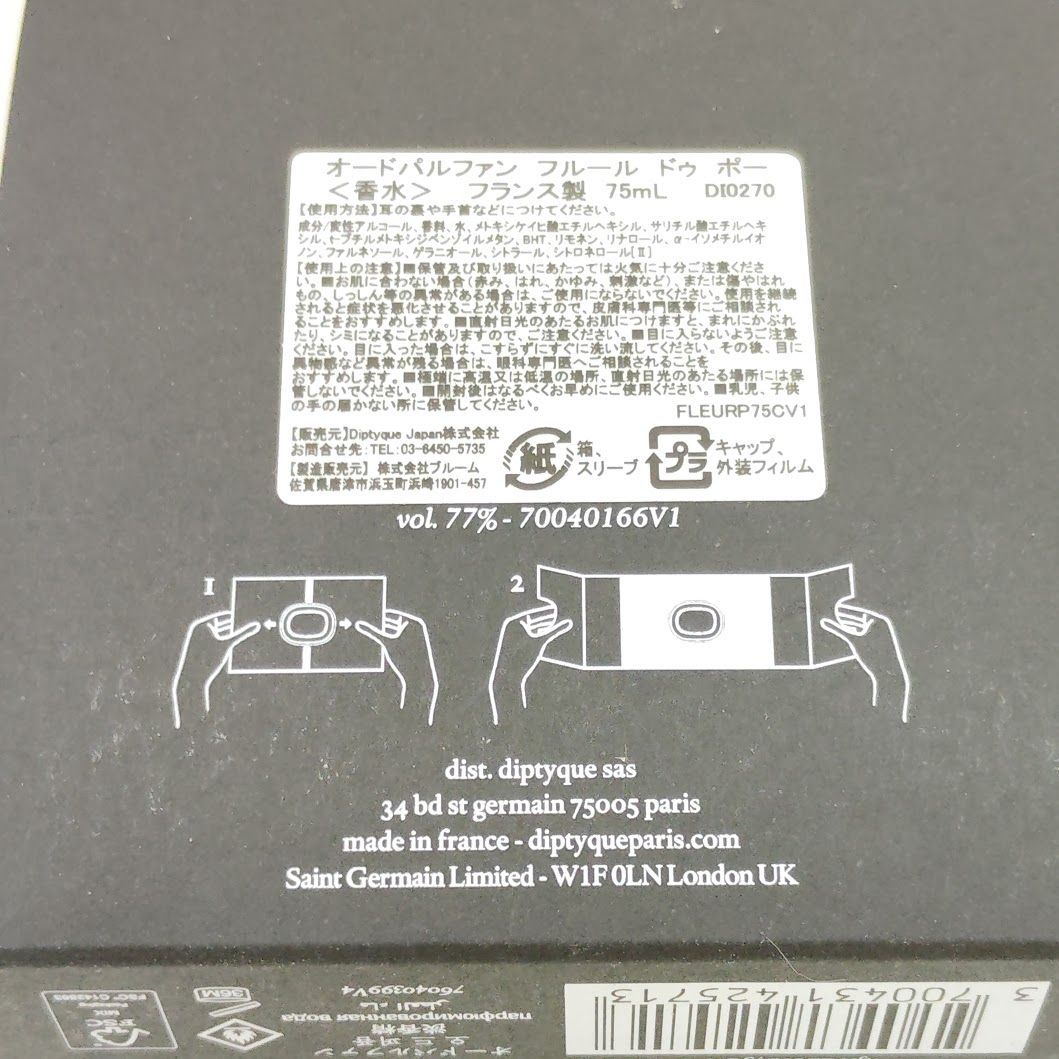 オードパルファン フルール ドゥ ポー
＜香水＞ フランス製 75mL DI0270
【使用方法】耳の裏や手首などにつけてください。
成分/変性アルコール、香料、水、メトキシケイヒ酸エチルヘキシル、サリチル酸エチルヘキ
シル、t-ブチルメトキシジベンゾイルメタン、BHT、リモネン、リナロール、α-イソメチルイオ
ノン、ファルネソール、ゲラニオール、シトラール、シトロネロール[Ⅱ]
【使用上の注意】■保管及び取り扱いにあたっては火気に十分ご注意くださ
い。■お肌に合わない場合(赤み、はれ、かゆみ、刺激など)、または傷やはれ
もの、しっしん等の異常がある場合は、ご使用にならないでください。使用を継続
されると症状を悪化させることがありますので、皮膚科専門医等にご相談され
ることをおすすめします。■直射日光のあたるお肌につけますと、まれにかぶれ
たり、シミになることがありますので、ご注意ください。■目に入らないようご注意
ください。目に入った場合は、こすらずにすぐに洗い流してください。その後、目に
異物感など異常が残る場合は、眼科専門医へご相談されることを
おすすめします。■極端に高温又は低温の場所、直射日光のあたる場所には保
管しないでください。■開封後はなるべくお早めにご使用ください。■乳児、子供
の手の届かない所に保管してください。 FLEURP75CV1
【販売元】Diptyque Japan株式会社
お問合せ先：TEL:03-6450-5735
【製造販売元】 株式会社ブルーム
佐賀県唐津市浜玉町浜崎1901-457
紙 箱、
スリーブ
プラ キャップ、
外装フィルム
vol. 77% - 70040166V1
1 2
dist. diptyque sas
34 bd st germain 75005 paris
made in france - diptyqueparis.com
Saint Germain Limited - W1F 0LN London UK
3 700431 425713
オードパルファン
오 드 퍼퓸
淡香精
парфюмированная вода
ماء العطر
76040399V4
36M
FSC
MIX
FSC® C143505